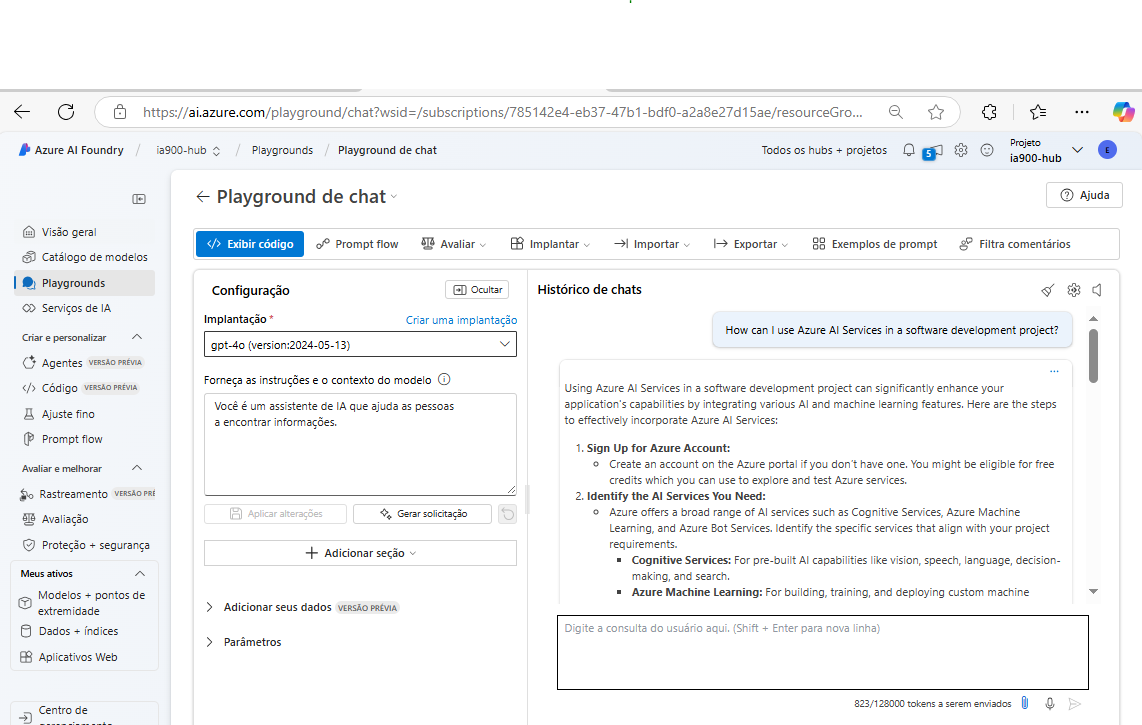 https://ai.azure.com/playground/chat?wsid=/subscriptions/785142e4-eb37-47b1-bdf0-a2a8e27d15ae/resourceGro...
Azure AI Foundry / ia900-hub / Playgrounds / Playground de chat
Todos os hubs + projetos
5
Projeto
ia900-hub
E
Playground de chat
Ajuda
Exibir código
Prompt flow
Avaliar
Implantar
Importar
Exportar
Exemplos de prompt
Filtra comentários
Visão geral
Catálogo de modelos
Playgrounds
Serviços de IA
Criar e personalizar
Agentes VERSÃO PRÉVIA
Código VERSÃO PRÉVIA
Ajuste fino
Prompt flow
Avaliar e melhorar
Rastreamento VERSÃO PRÉ
Avaliação
Proteção + segurança
Meus ativos
Modelos + pontos de
extremidade
Dados + índices
Aplicativos Web
Centro de
Configuração
Ocultar
Implantação *
Criar uma implantação
gpt-4o (version:2024-05-13)
Forneça as instruções e o contexto do modelo
Você é um assistente de IA que ajuda as pessoas
a encontrar informações.
Aplicar alterações
Gerar solicitação
Adicionar seção
Adicionar seus dados VERSÃO PRÉVIA
Parâmetros
Histórico de chats
How can I use Azure AI Services in a software development project?
...
Using Azure AI Services in a software development project can significantly enhance your
application's capabilities by integrating various AI and machine learning features. Here are the steps
to effectively incorporate Azure AI Services:
1. Sign Up for Azure Account:
Create an account on the Azure portal if you don't have one. You might be eligible for free
credits which you can use to explore and test Azure services.
2. Identify the AI Services You Need:
Azure offers a broad range of AI services such as Cognitive Services, Azure Machine
Learning, and Azure Bot Services. Identify the specific services that align with your project
requirements.
Cognitive Services: For pre-built AI capabilities like vision, speech, language, decision-
making, and search.
Azure Machine Learning: For building, training, and deploying custom machine
Digite a consulta do usuário aqui. (Shift + Enter para nova linha)
823/128000 tokens a serem enviados